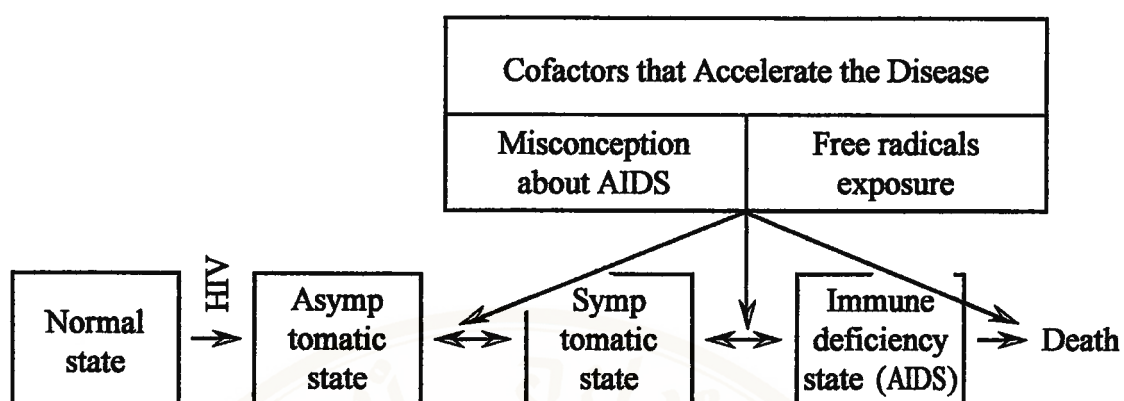 Cofactors that Accelerate the Disease
Misconception
about AIDS
Free radicals
exposure
Normal
state
HIV
Asymp
tomatic
state
Symp
tomatic
state
Immune
deficiency
state (AIDS)
Death